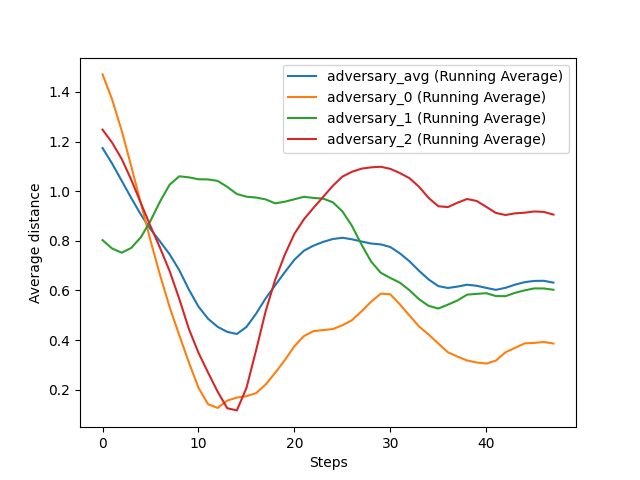 adversary_avg (Running Average)
adversary_0 (Running Average)
adversary_1 (Running Average)
adversary_2 (Running Average)
1.4
1.2
1.0
0.8
0.6
0.4
0.2
Average distance
0 10 20 30 40
Steps